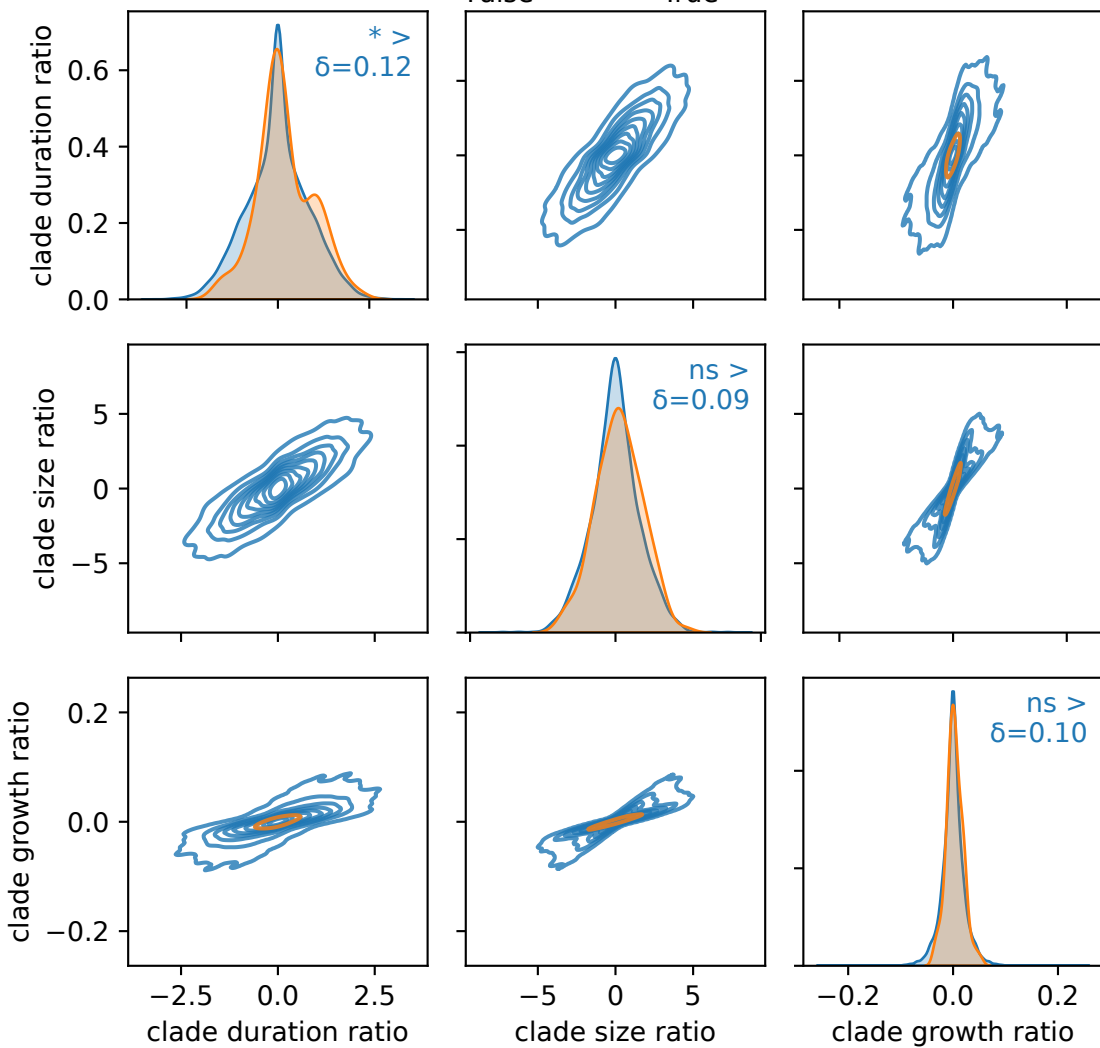 * >
δ=0.12
clade duration ratio
0.6
0.4
0.2
0.0
ns >
δ=0.09
clade size ratio
5
0
−5
ns >
δ=0.10
clade growth ratio
0.2
0.0
−0.2
−2.5 0.0 2.5
−5 0 5
−0.2 0.0 0.2
clade duration ratio
clade size ratio
clade growth ratio